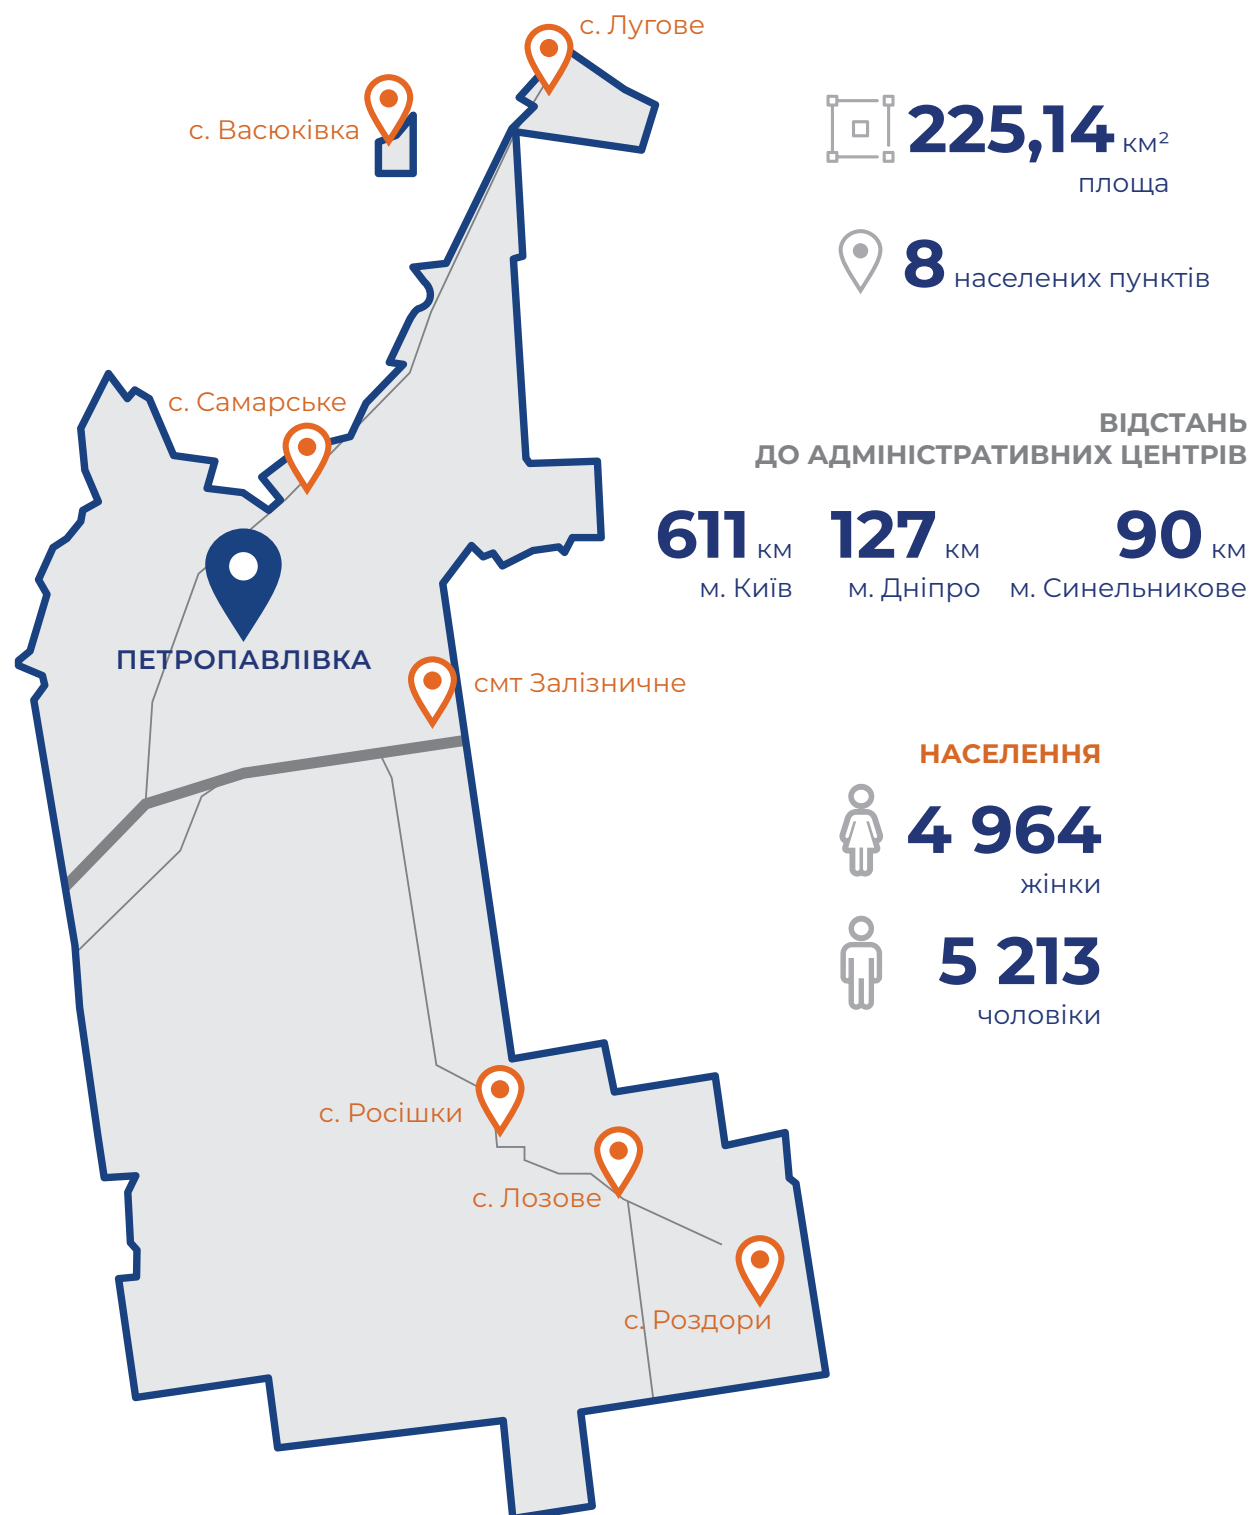 с. Лугове
с. Васюківка
225,14 км²
площа
8 населених пунктів
с. Самарське
ВІДСТАНЬ
ДО АДМІНІСТРАТИВНИХ ЦЕНТРІВ
611 км
м. Київ
127 км
м. Дніпро
90 км
м. Синельникове
ПЕТРОПАВЛІВКА
смт Залізничне
НАСЕЛЕННЯ
4 964
жінки
5 213
чоловіки
с. Росішки
с. Лозове
с. Роздори